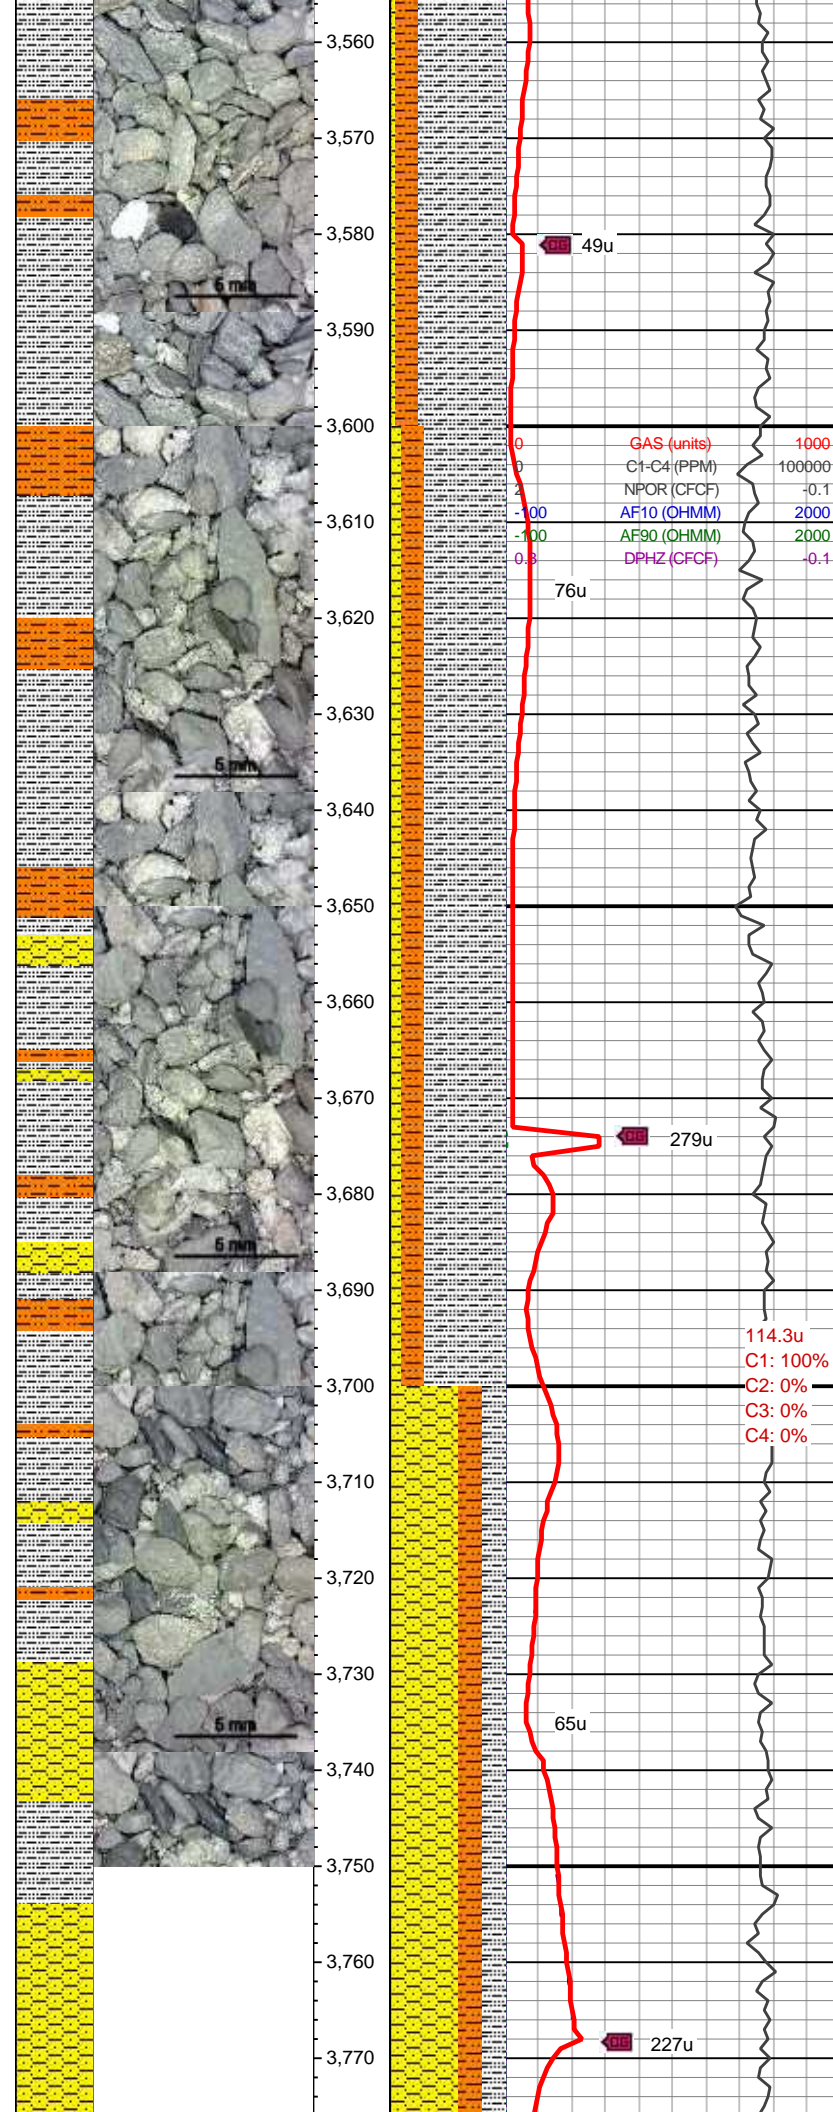 3,560
3,570
3,580
CG 49u
5 mm
3,590
3,600
0 GAS (units) 1000
0 C1-C4 (PPM) 100000
2 NPOR (CFCF) -0.1
-100 AF10 (OHMM) 2000
3,610
-100 AF90 (OHMM) 2000
0.3 DPHZ (CFCF) -0.1
76u
3,620
3,630
5 mm
3,640
3,650
3,660
3,670
CG 279u
3,680
5 mm
3,690
114.3u
C1: 100%
C2: 0%
3,700
C3: 0%
C4: 0%
3,710
3,720
3,730
65u
5 mm
3,740
3,750
3,760
CG 227u
3,770